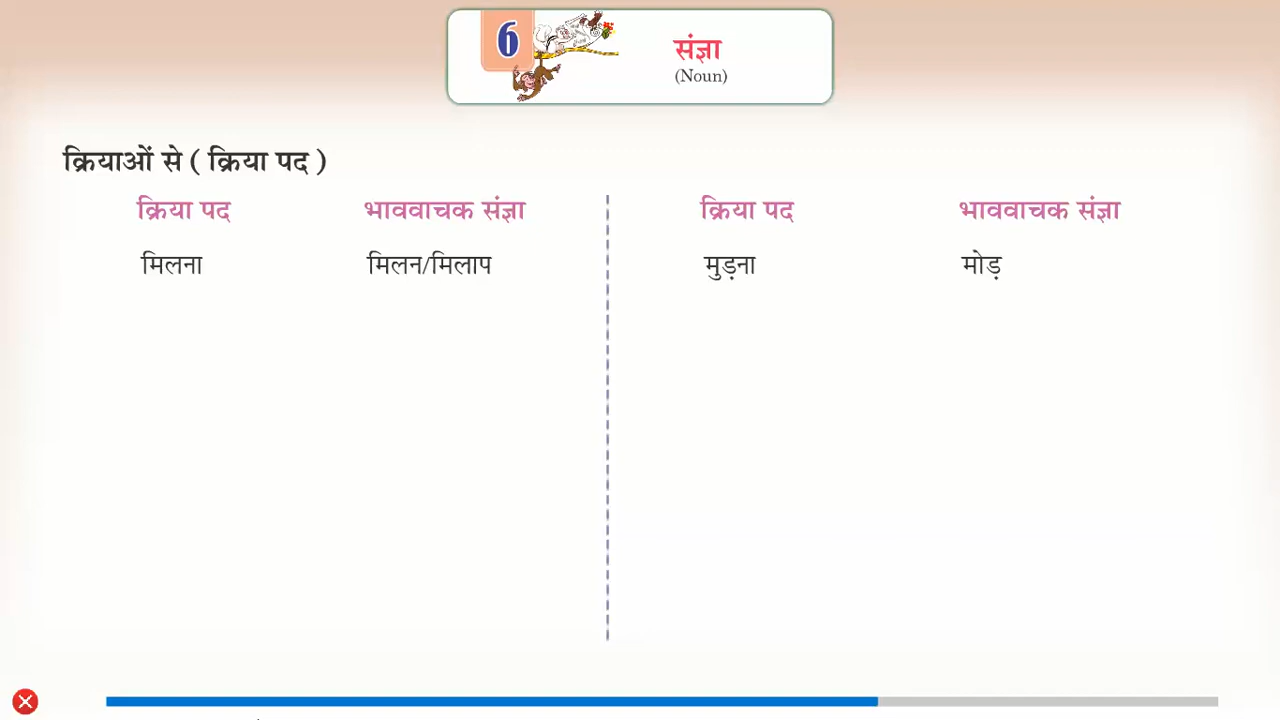 6
संज्ञा
(Noun)
क्रियाओं से ( क्रिया पद )
क्रिया पद भाववाचक संज्ञा क्रिया पद भाववाचक संज्ञा
मिलना मिलन/मिलाप मुड़ना मोड़